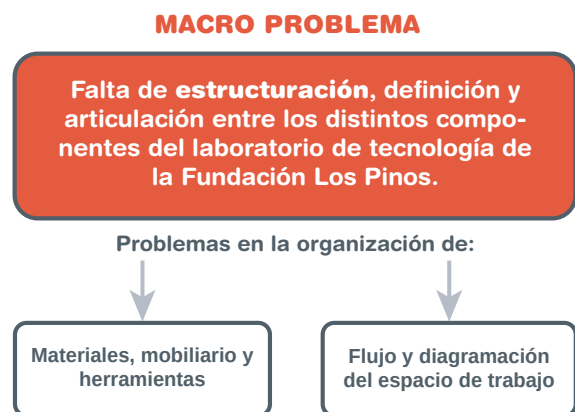 MACRO PROBLEMA
Falta de estructuración, definición y
articulación entre los distintos compo-
nentes del laboratorio de tecnología de
la Fundación Los Pinos.
Problemas en la organización de:
Materiales, mobiliario y
herramientas
Flujo y diagramación
del espacio de trabajo